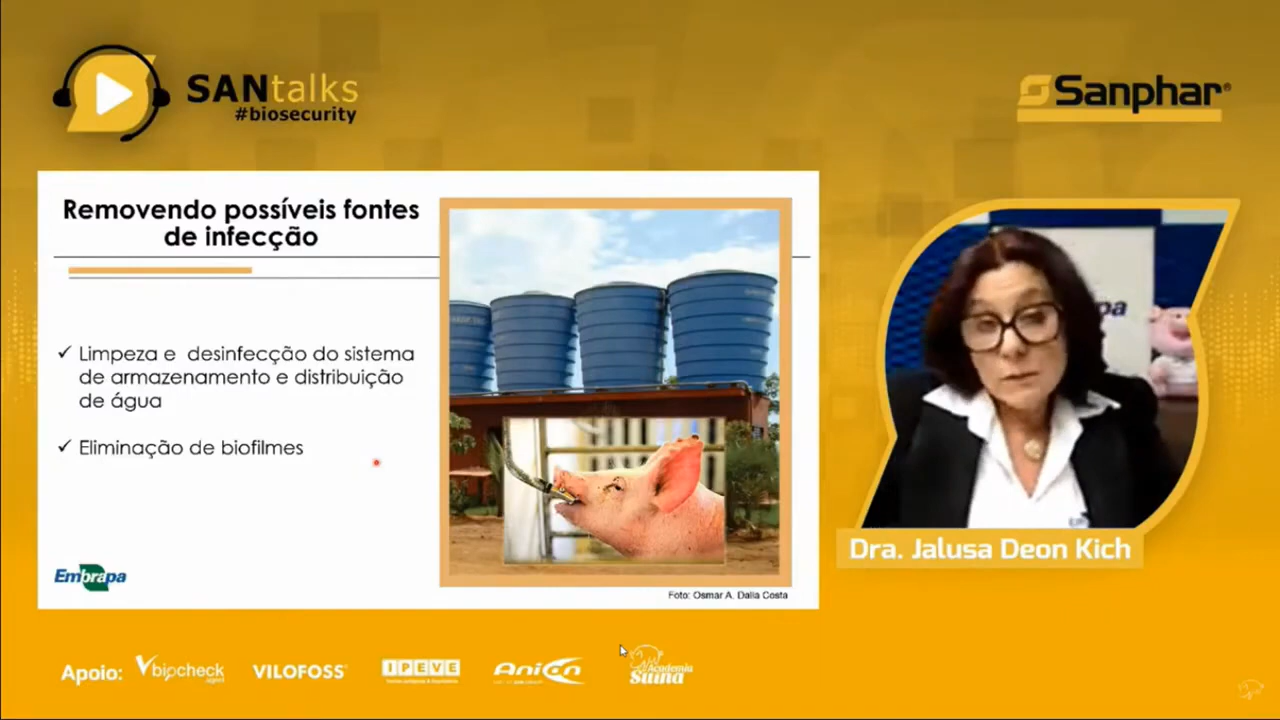 SANtalks
#biosecurity
Sanphar®
Removendo possíveis fontes
de infecção
✓ Limpeza e desinfecção do sistema
de armazenamento e distribuição
de água
✓ Eliminação de biofilmes
Embrapa
Foto: Osmar A. Dalla Costa
Dra. Jalusa Deon Kich
Apoio:
biocheck
VILOFOSS
IPEVE
Anicon
Academia
Suína